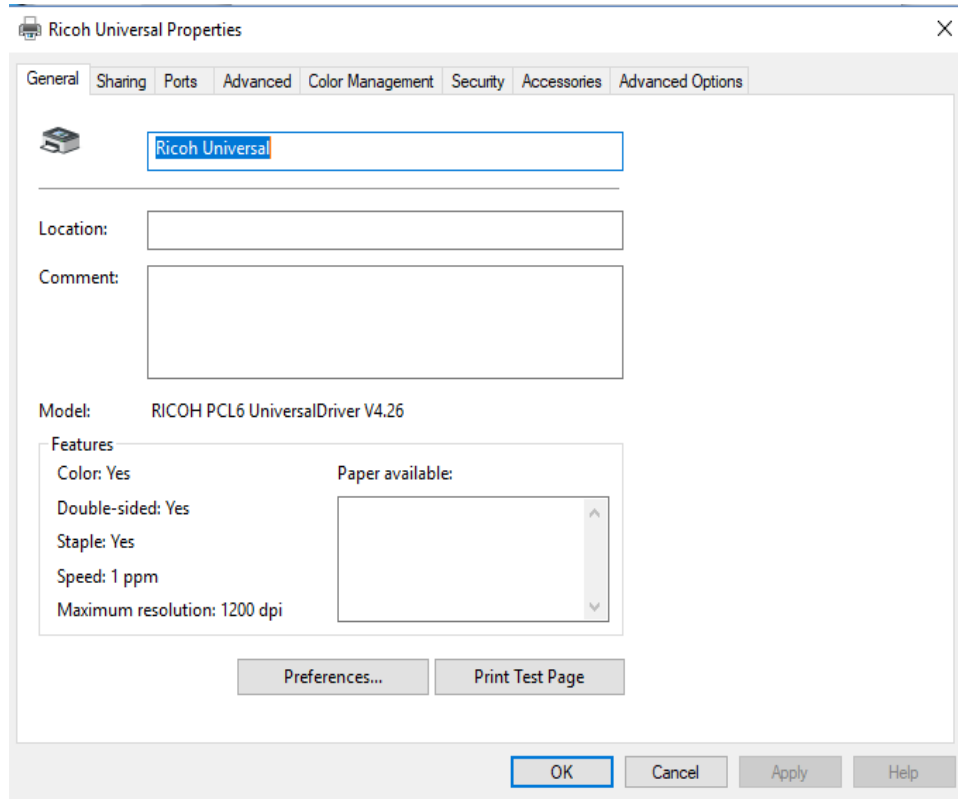 Ricoh Universal Properties
General Sharing Ports Advanced Color Management Security Accessories Advanced Options
Ricoh Universal
Location:
Comment:
Model: RICOH PCL6 UniversalDriver V4.26
Features
Color: Yes Paper available:
Double-sided: Yes
Staple: Yes
Speed: 1 ppm
Maximum resolution: 1200 dpi
Preferences... Print Test Page
OK Cancel Apply Help